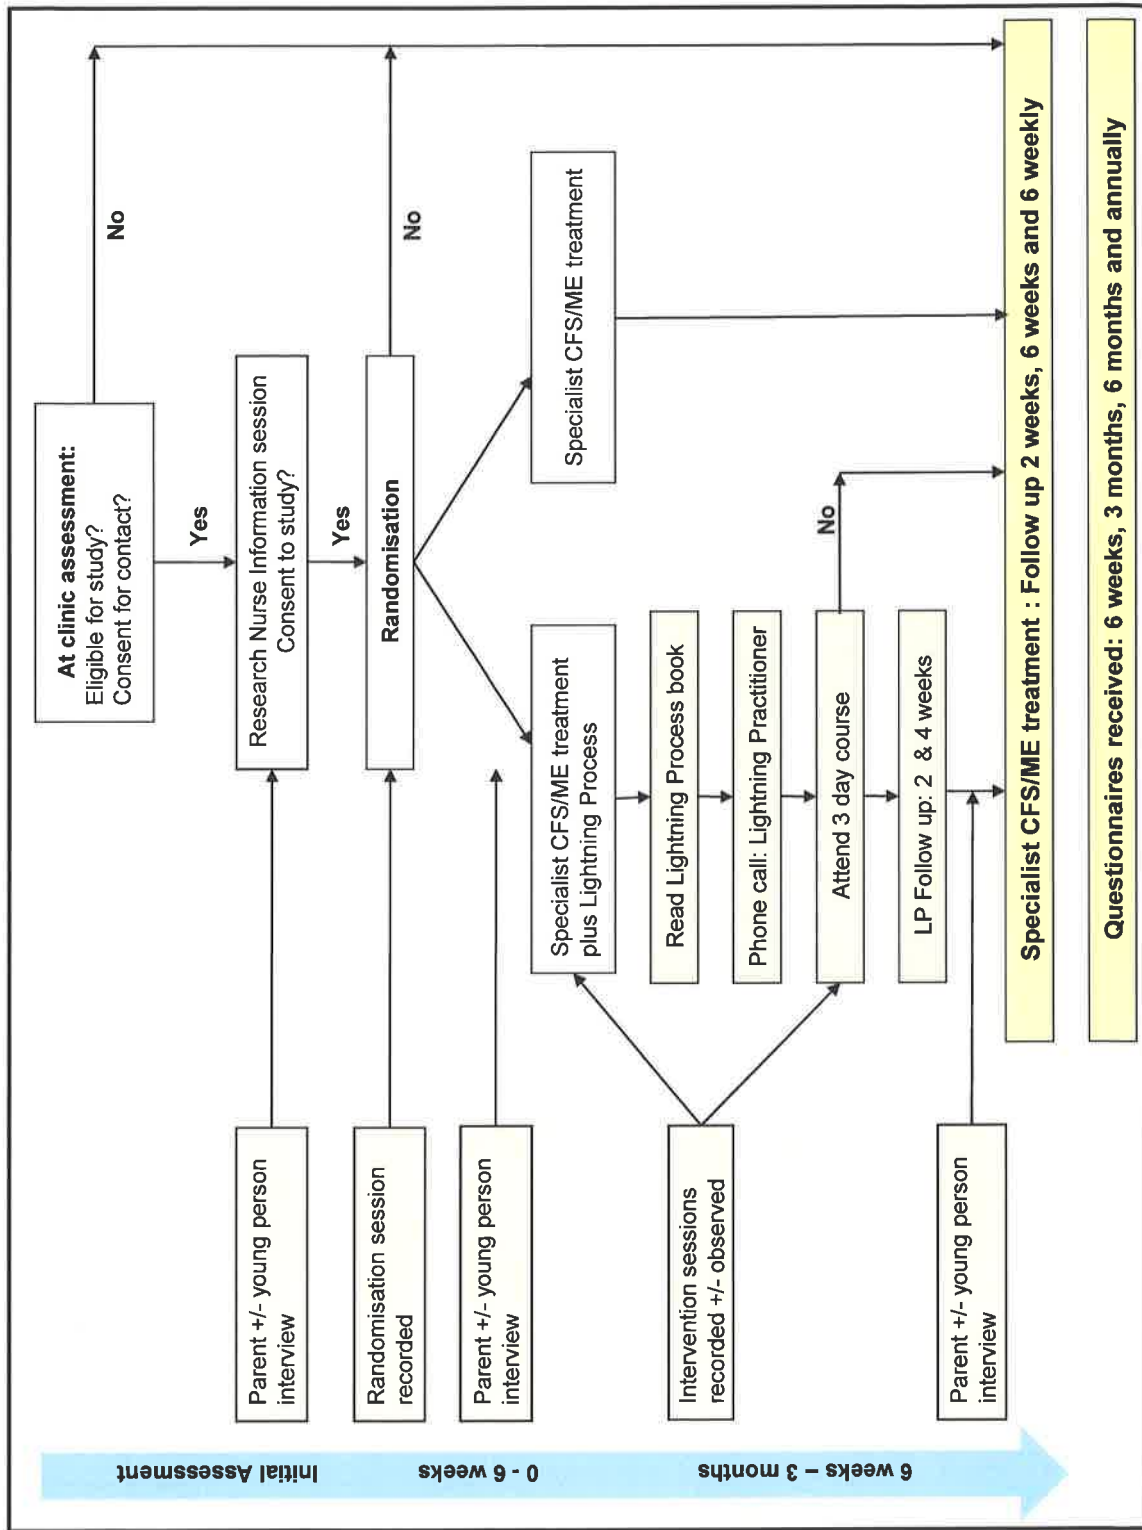 At clinic assessment:
Eligible for study?
Consent for contact?
No
Yes
Parent +/- young person
interview
Research Nurse Information session
Consent to study?
Yes
Randomisation session
recorded
Randomisation
No
Parent +/- young person
interview
Specialist CFS/ME treatment
plus Lightning Process
Specialist CFS/ME treatment
Read Lightning Process book
Intervention sessions
recorded +/- observed
Phone call: Lightning Practitioner
Attend 3 day course
No
LP Follow up: 2 & 4 weeks
Parent +/- young person
interview
Specialist CFS/ME treatment : Follow up 2 weeks, 6 weeks and 6 weekly
Questionnaires received: 6 weeks, 3 months, 6 months and annually
Initial Assessment
0 - 6 weeks
6 weeks – 3 months